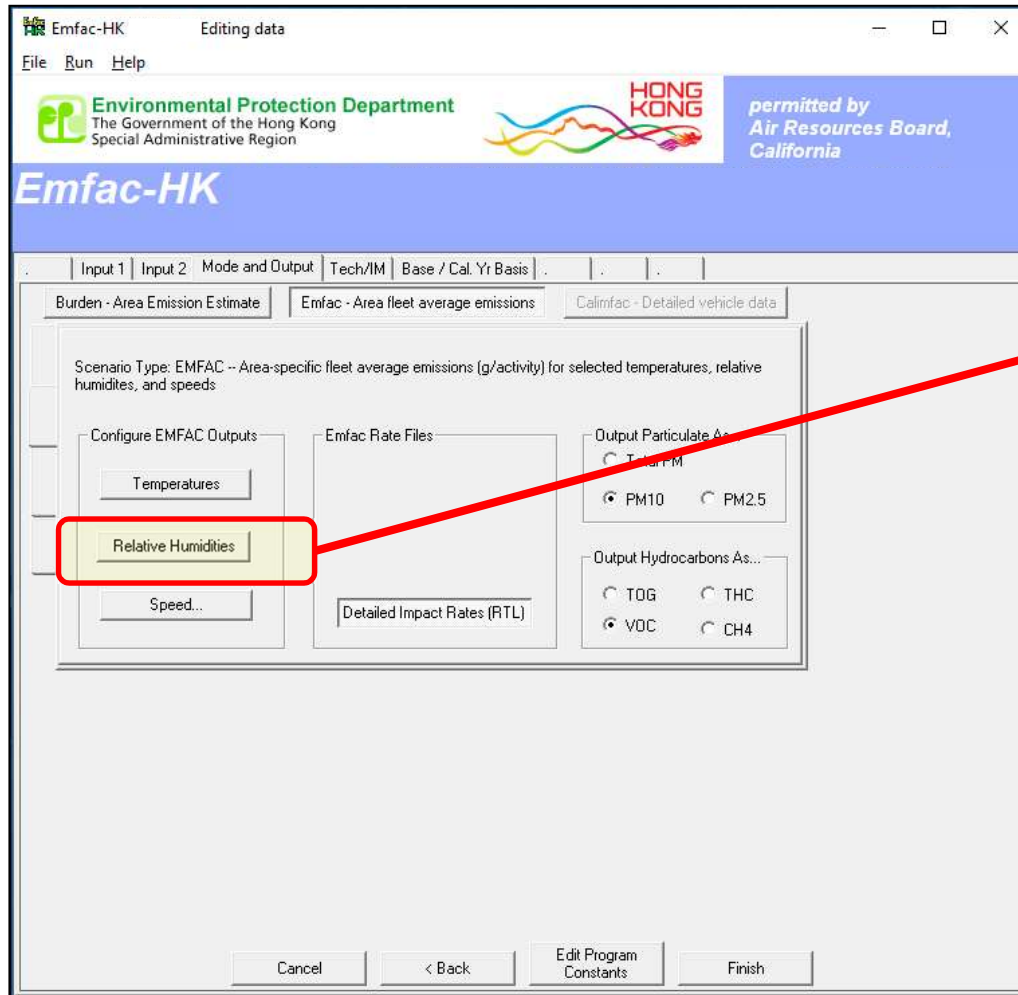 Emfac-HK Editing data
File Run Help
Environmental Protection Department
The Government of the Hong Kong
Special Administrative Region
HONG
KONG
permitted by
Air Resources Board,
California
Emfac-HK
. Input 1 Input 2 Mode and Output Tech/IM Base / Cal. Yr Basis . . .
Burden - Area Emission Estimate Emfac - Area fleet average emissions Calimfac - Detailed vehicle data
Scenario Type: EMFAC -- Area-specific fleet average emissions (g/activity) for selected temperatures, relative
humidites, and speeds
Configure EMFAC Outputs Emfac Rate Files Output Particulate As...
Total PM
Temperatures
PM10 PM2.5
Relative Humidities
Output Hydrocarbons As...
TOG THC
Speed...
Detailed Impact Rates (RTL)
VOC CH4
Cancel < Back Edit Program
Constants Finish